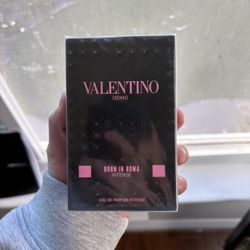 VALENTINO
UOMO
BORN IN ROMA
INTENSE
EAU DE PARFUM INTENSE